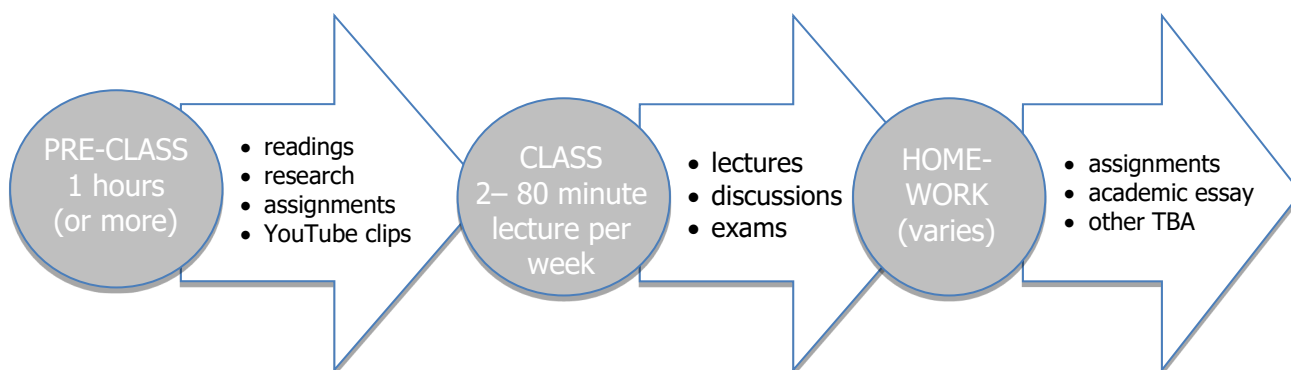 PRE-CLASS
1 hours
(or more)
• readings
• research
• assignments
• YouTube clips
CLASS
2– 80 minute
lecture per
week
• lectures
• discussions
• exams
HOME-
WORK
(varies)
• assignments
• academic essay
• other TBA